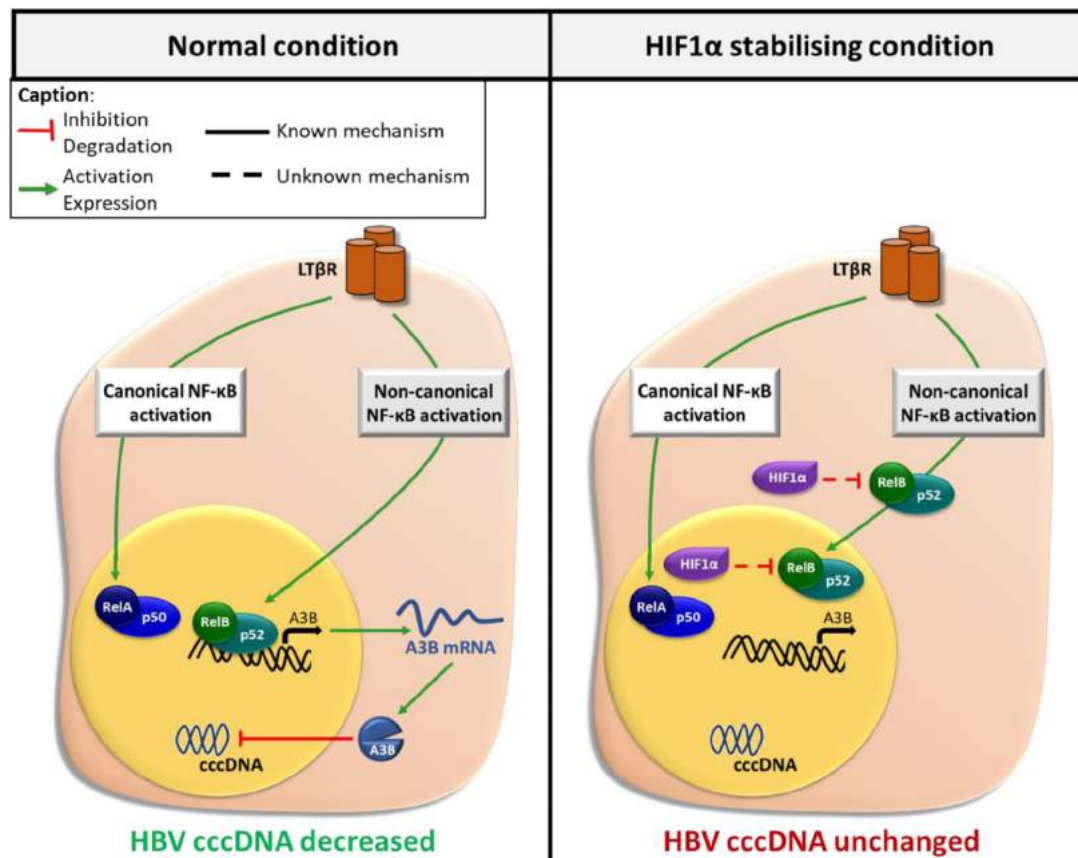 Normal condition
HIF1α stabilising condition
Caption:
Inhibition
Degradation
Known mechanism
Activation
Expression
Unknown mechanism
LTβR
Canonical NF-κB
activation
Non-canonical
NF-κB activation
RelA
p50
RelB
p52
A3B
A3B mRNA
A3B
cccDNA
HBV cccDNA decreased
LTβR
Canonical NF-κB
activation
Non-canonical
NF-κB activation
HIF1α
RelB
p52
HIF1α
RelB
p52
RelA
p50
A3B
cccDNA
HBV cccDNA unchanged